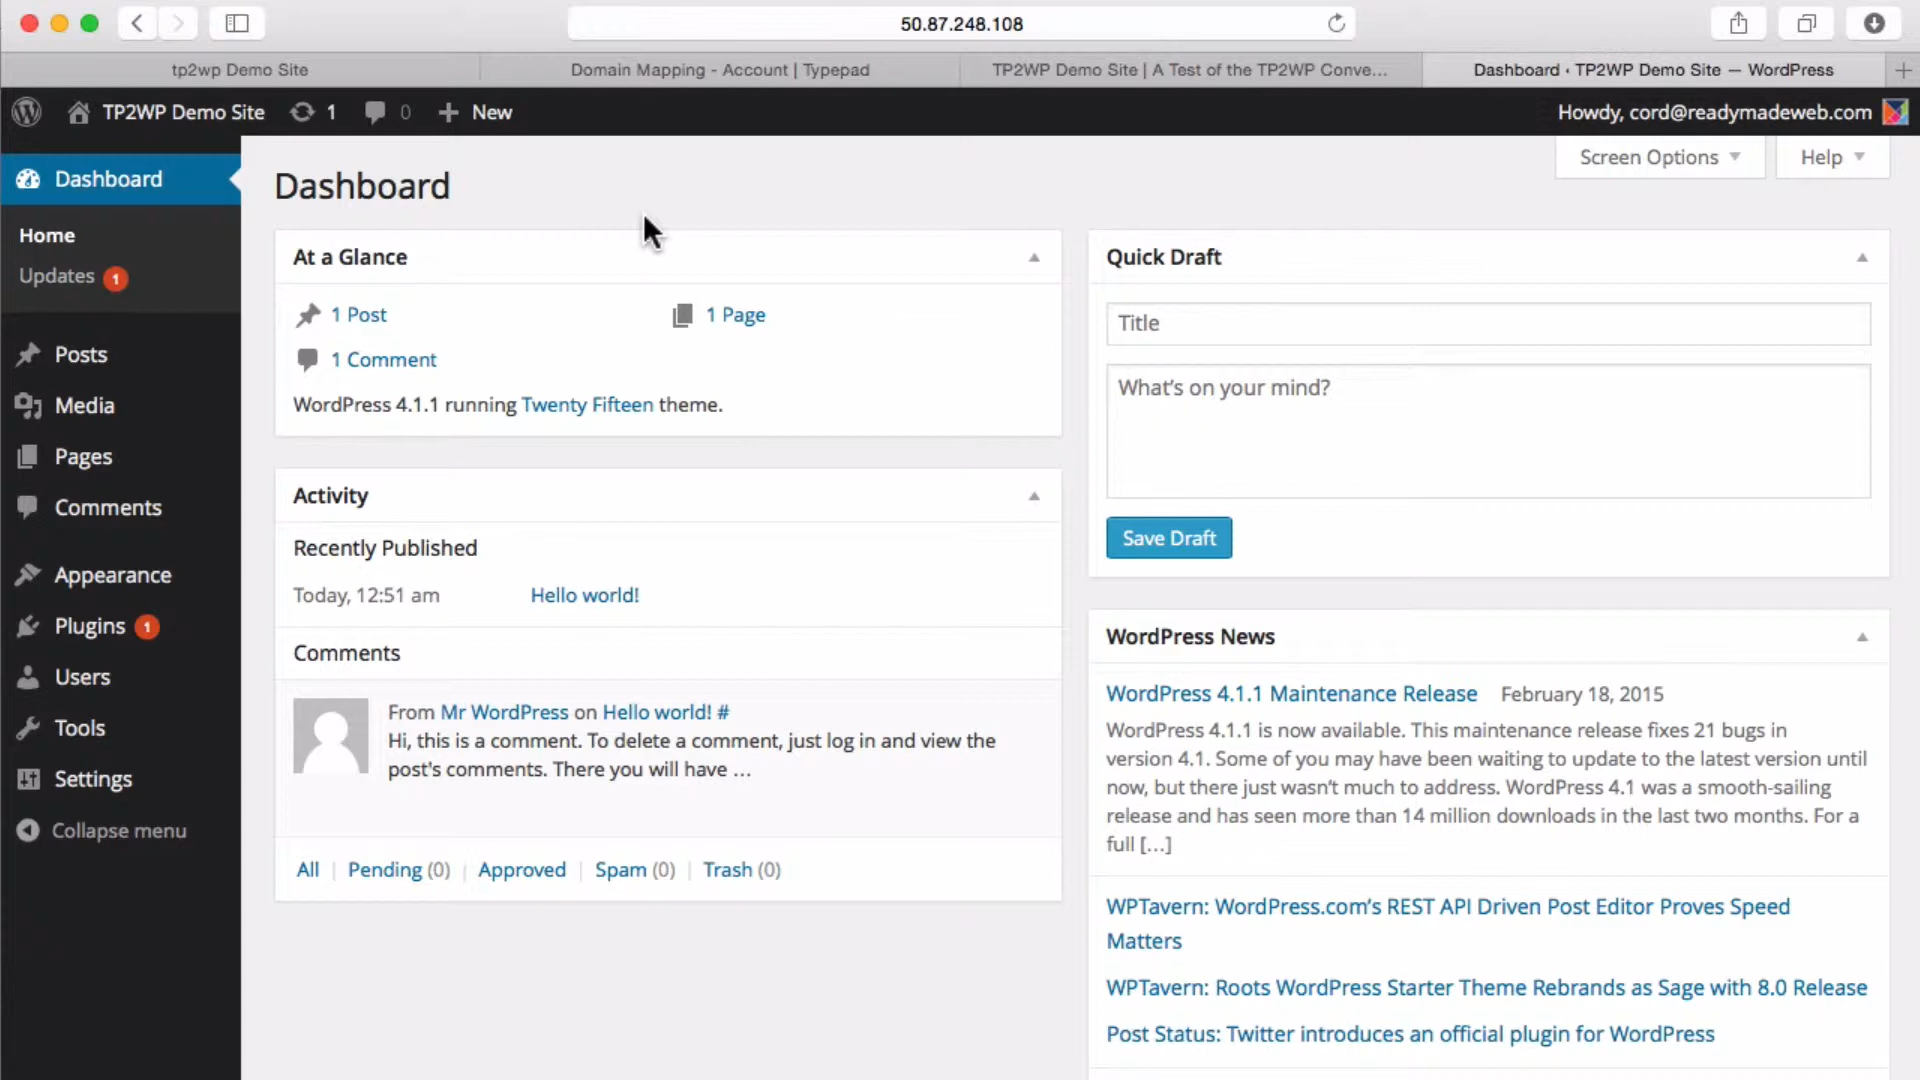 50.87.248.108
tp2wp Demo Site
Domain Mapping - Account | Typepad
TP2WP Demo Site | A Test of the TP2WP Conve...
Dashboard ‹ TP2WP Demo Site — WordPress
TP2WP Demo Site
1
0
New
Howdy, cord@readymadeweb.com
Dashboard
Home
Updates 1
Posts
Media
Pages
Comments
Appearance
Plugins 1
Users
Tools
Settings
Collapse menu
Screen Options
Help
Dashboard
At a Glance
1 Post
1 Page
1 Comment
WordPress 4.1.1 running Twenty Fifteen theme.
Activity
Recently Published
Today, 12:51 am
Hello world!
Comments
From Mr WordPress on Hello world! #
Hi, this is a comment. To delete a comment, just log in and view the
post's comments. There you will have …
All | Pending (0) | Approved | Spam (0) | Trash (0)
Quick Draft
Title
What's on your mind?
Save Draft
WordPress News
WordPress 4.1.1 Maintenance Release February 18, 2015
WordPress 4.1.1 is now available. This maintenance release fixes 21 bugs in
version 4.1. Some of you may have been waiting to update to the latest version until
now, but there just wasn't much to address. WordPress 4.1 was a smooth-sailing
release and has seen more than 14 million downloads in the last two months. For a
full […]
WPTavern: WordPress.com's REST API Driven Post Editor Proves Speed
Matters
WPTavern: Roots WordPress Starter Theme Rebrands as Sage with 8.0 Release
Post Status: Twitter introduces an official plugin for WordPress